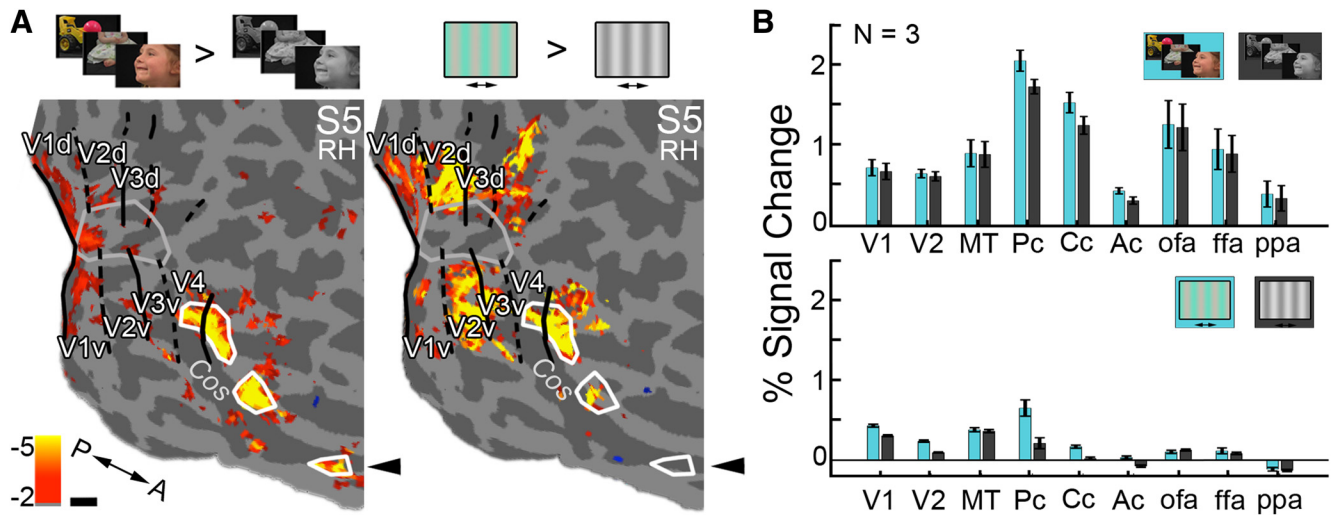 A
>
>
S5
RH
V1d
V2d
V3d
V4
V3v
V2v
V1v
Cos
-5
-2
P
A
S5
RH
V1d
V2d
V3d
V4
V3v
V2v
V1v
Cos
B
N = 3
% Signal Change
2
1
0
V1 V2 MT Pc Cc Ac ofa ffa ppa
2
1
0
V1 V2 MT Pc Cc Ac ofa ffa ppa